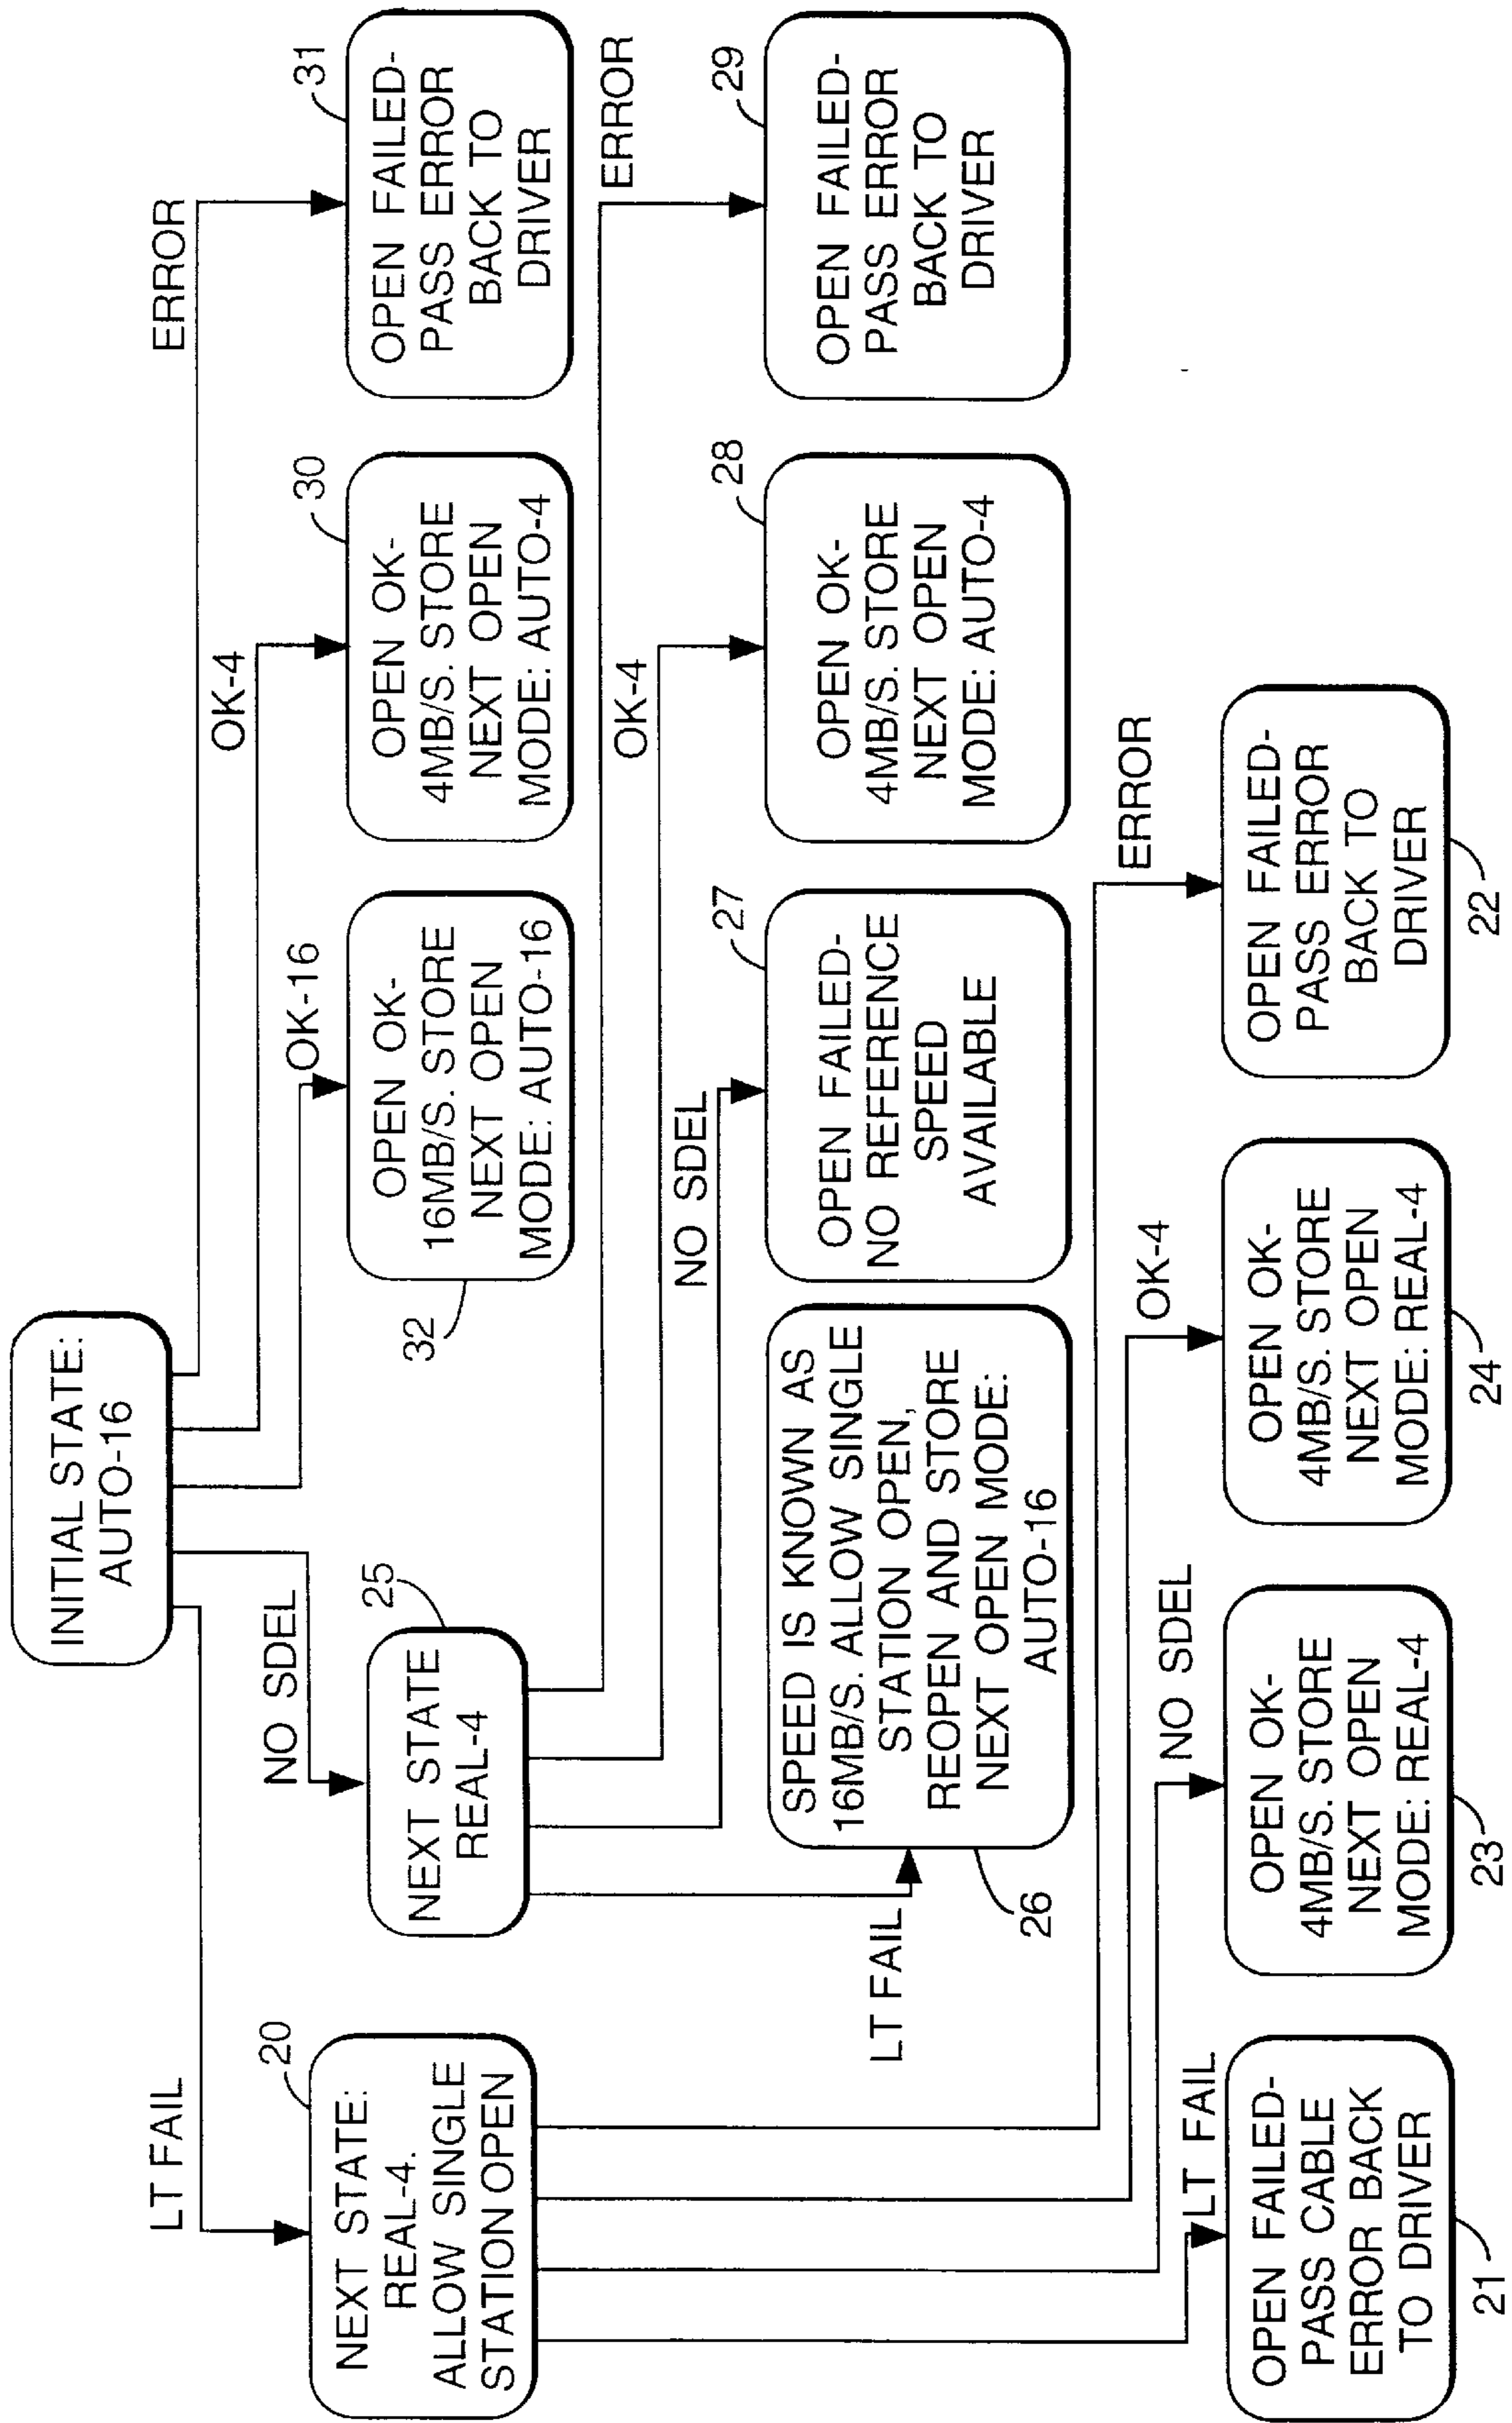 INITIAL STATE:
AUTO-16
LT FAIL
NO SDEL
OK-16
OK-4
ERROR
20
NEXT STATE:
REAL-4.
ALLOW SINGLE
STATION OPEN
25
NEXT STATE
REAL-4
32
OPEN OK-
16MB/S. STORE
NEXT OPEN
MODE: AUTO-16
30
OPEN OK-
4MB/S. STORE
NEXT OPEN
MODE: AUTO-4
31
OPEN FAILED-
PASS ERROR
BACK TO
DRIVER
LT FAIL
NO SDEL
OK-4
ERROR
26
SPEED IS KNOWN AS
16MB/S. ALLOW SINGLE
STATION OPEN,
REOPEN AND STORE
NEXT OPEN MODE:
AUTO-16
27
OPEN FAILED-
NO REFERENCE
SPEED
AVAILABLE
28
OPEN OK-
4MB/S. STORE
NEXT OPEN
MODE: AUTO-4
29
OPEN FAILED-
PASS ERROR
BACK TO
DRIVER
LT FAIL
NO SDEL
OK-4
ERROR
OPEN FAILED-
PASS CABLE
ERROR BACK
TO DRIVER
21
OPEN OK-
4MB/S. STORE
NEXT OPEN
MODE: REAL-4
23
OPEN OK-
4MB/S. STORE
NEXT OPEN
MODE: REAL-4
24
OPEN FAILED-
PASS ERROR
BACK TO
DRIVER
22